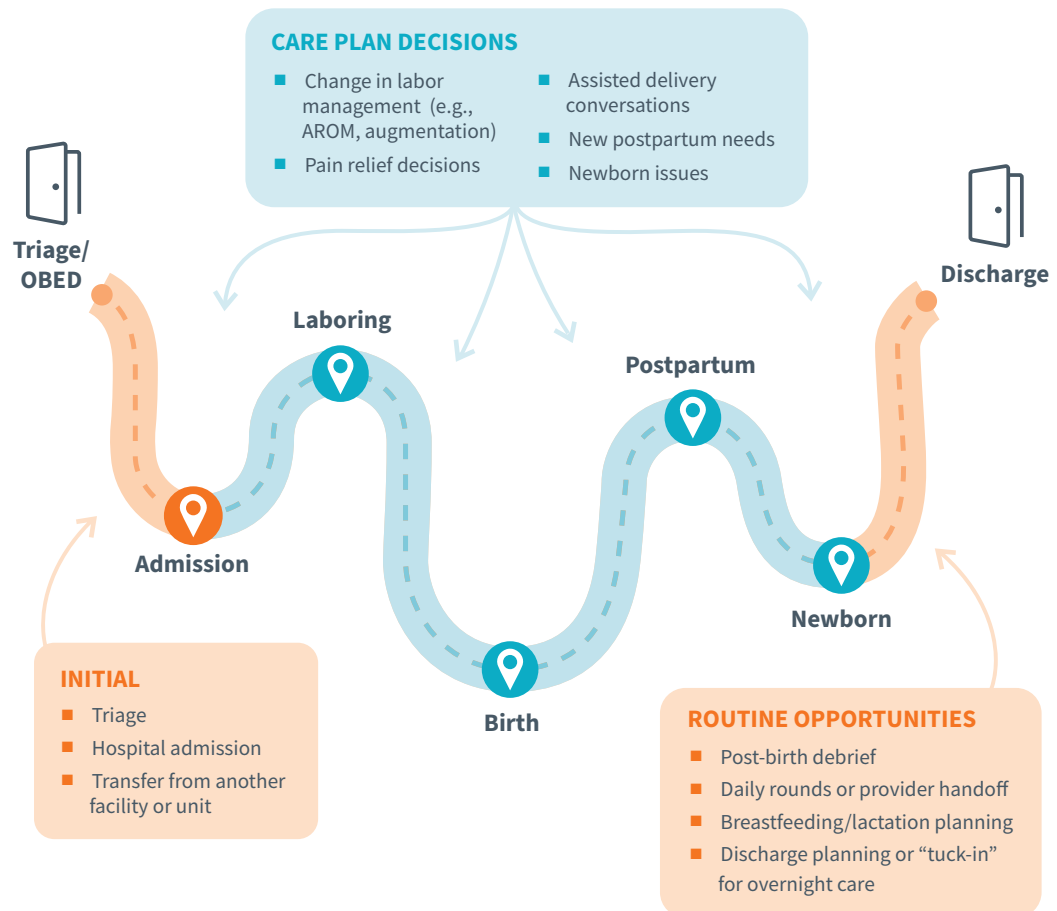 CARE PLAN DECISIONS
■ Change in labor
management (e.g.,
AROM, augmentation)
■ Pain relief decisions
■ Assisted delivery
conversations
■ New postpartum needs
■ Newborn issues
Triage/
OBED
Discharge
Laboring
Postpartum
Admission
Newborn
Birth
INITIAL
■ Triage
■ Hospital admission
■ Transfer from another
facility or unit
ROUTINE OPPORTUNITIES
■ Post-birth debrief
■ Daily rounds or provider handoff
■ Breastfeeding/lactation planning
■ Discharge planning or “tuck-in”
for overnight care